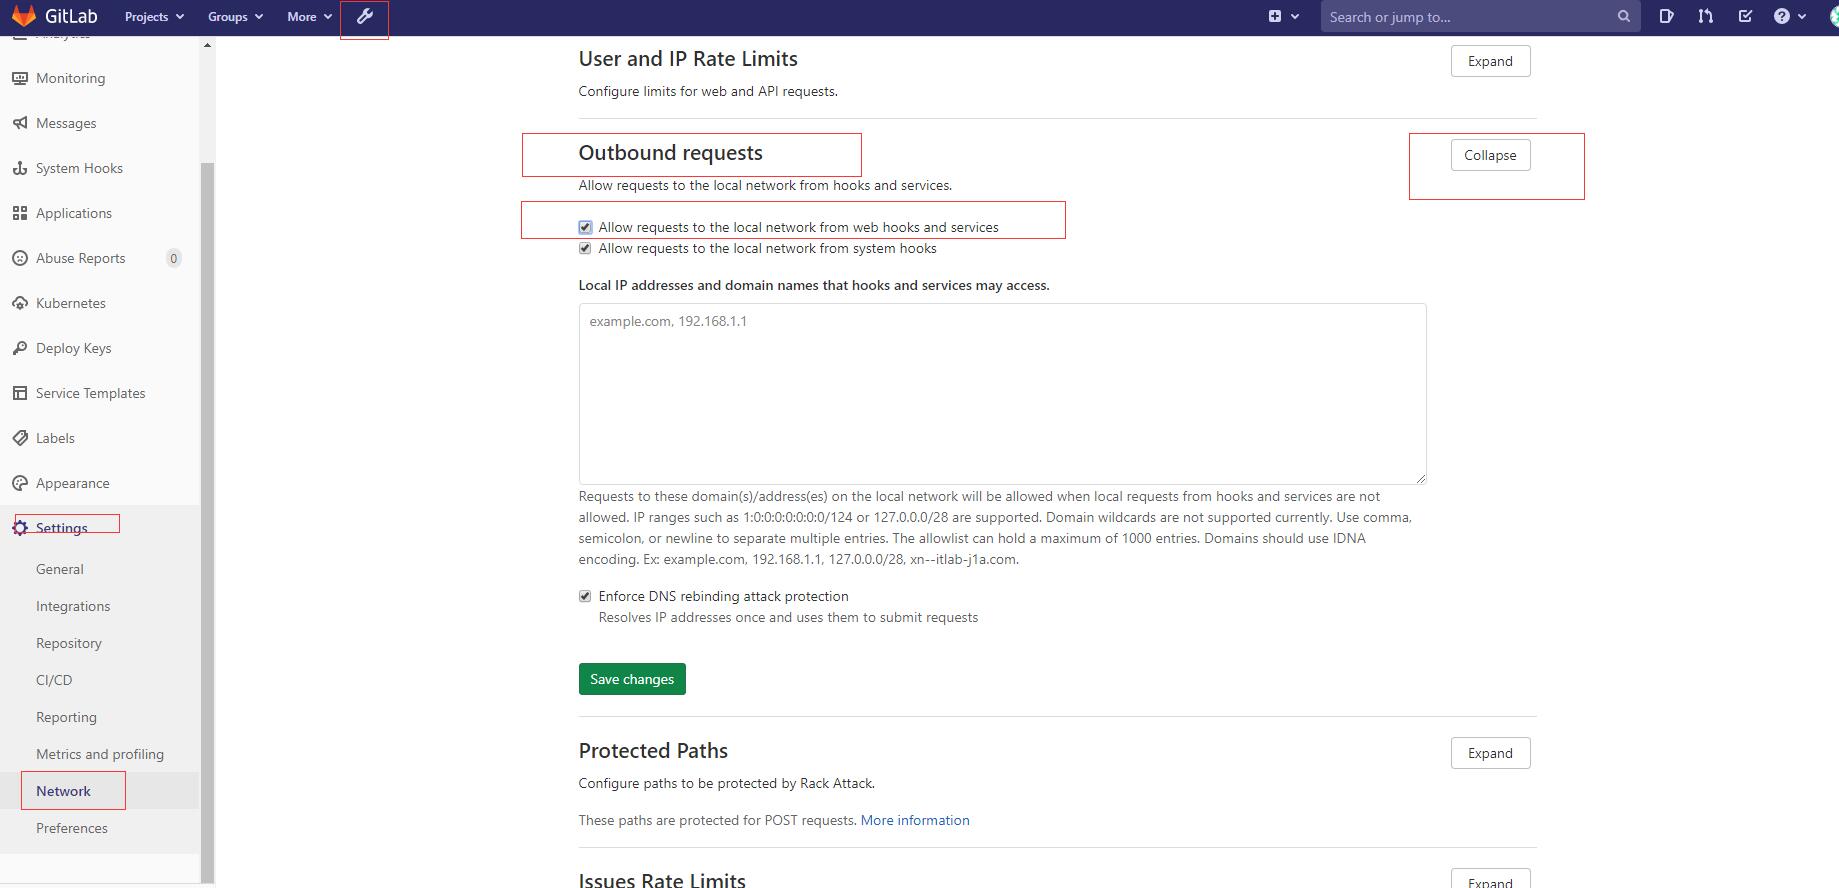 GitLab Projects Groups More Search or jump to...
Analytics
Monitoring
Messages
System Hooks
Applications
Abuse Reports 0
Kubernetes
Deploy Keys
Service Templates
Labels
Appearance
Settings
General
Integrations
Repository
CI/CD
Reporting
Metrics and profiling
Network
Preferences
User and IP Rate Limits
Expand
Configure limits for web and API requests.
Outbound requests
Collapse
Allow requests to the local network from hooks and services.
Allow requests to the local network from web hooks and services
Allow requests to the local network from system hooks
Local IP addresses and domain names that hooks and services may access.
example.com, 192.168.1.1
Requests to these domain(s)/address(es) on the local network will be allowed when local requests from hooks and services are not
allowed. IP ranges such as 1:0:0:0:0:0:0:0/124 or 127.0.0.0/28 are supported. Domain wildcards are not supported currently. Use comma,
semicolon, or newline to separate multiple entries. The allowlist can hold a maximum of 1000 entries. Domains should use IDNA
encoding. Ex: example.com, 192.168.1.1, 127.0.0.0/28, xn--itlab-j1a.com.
Enforce DNS rebinding attack protection
Resolves IP addresses once and uses them to submit requests
Save changes
Protected Paths
Expand
Configure paths to be protected by Rack Attack.
These paths are protected for POST requests. More information
Issues Rate Limits
Expand